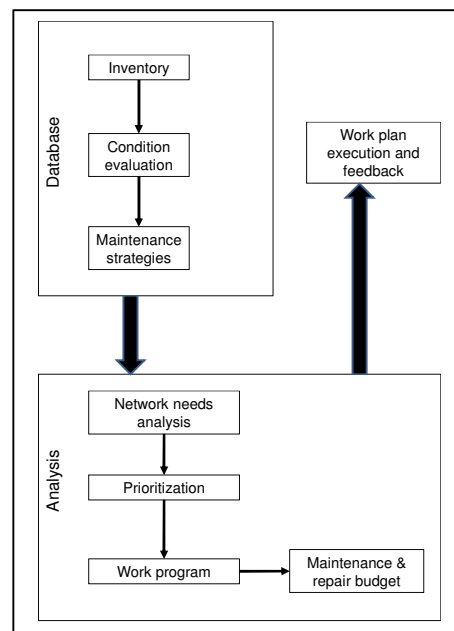 Database
Inventory
Condition
evaluation
Maintenance
strategies
Work plan
execution and
feedback
Analysis
Network needs
analysis
Prioritization
Work program
Maintenance &
repair budget